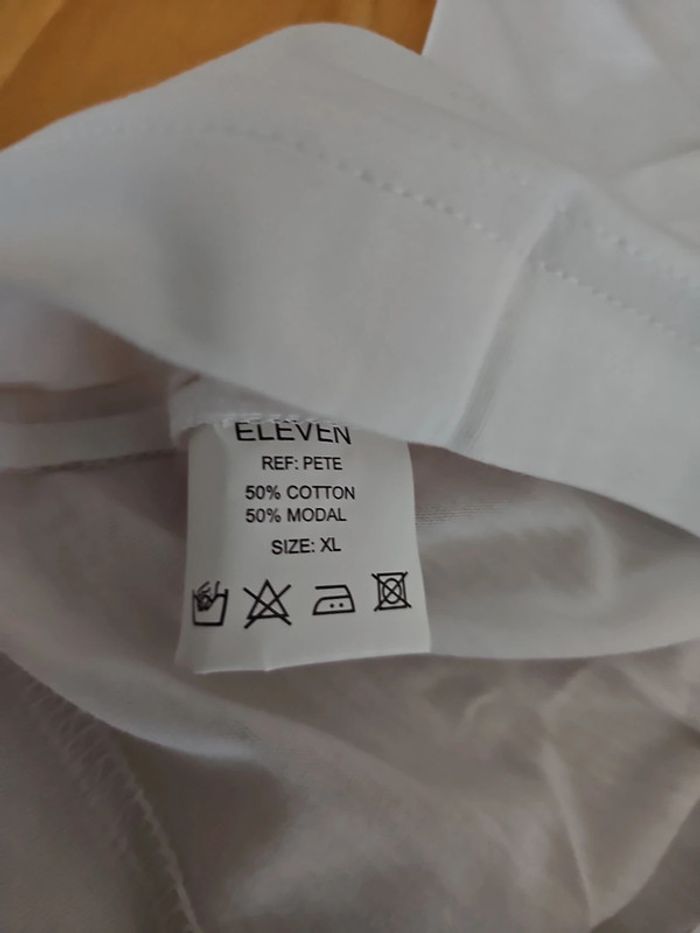 ELEVEN
REF: PETE
50% COTTON
50% MODAL
SIZE: XL